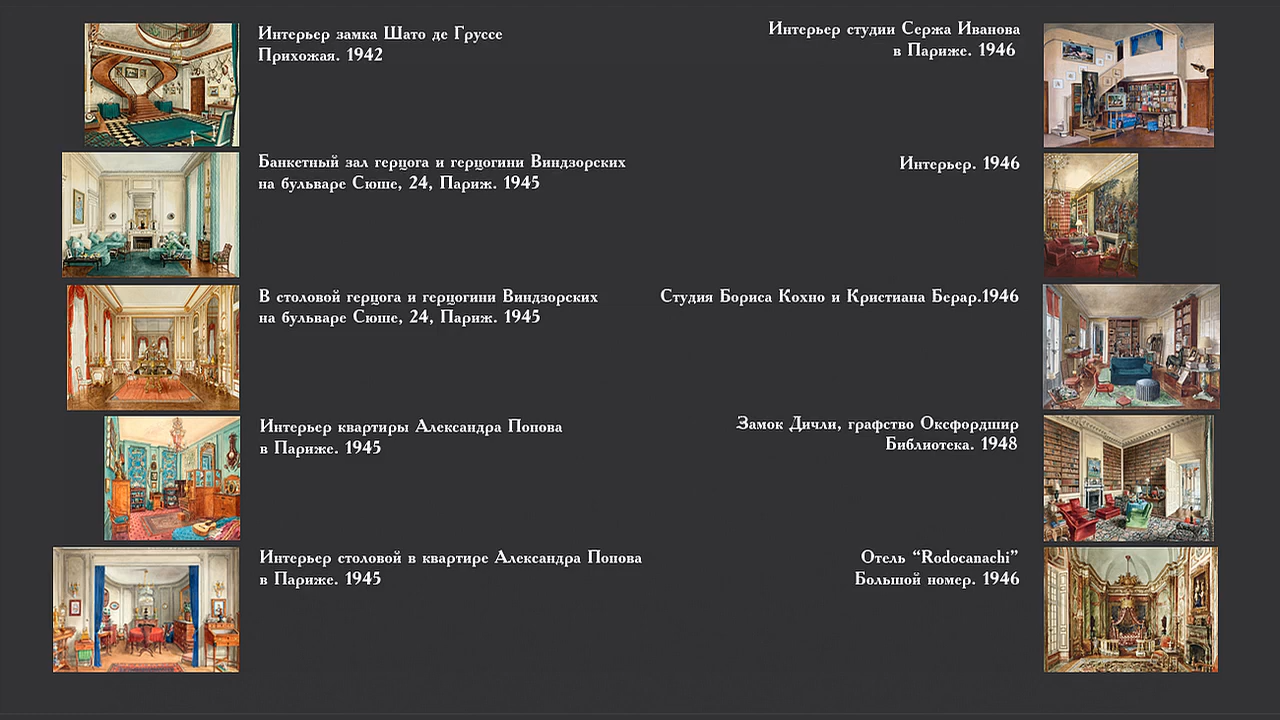 Интерьер замка Шато де Груссе
Прихожая. 1942
Банкетный зал герцога и герцогини Виндзорских
на бульваре Сюше, 24, Париж. 1945
В столовой герцога и герцогини Виндзорских
на бульваре Сюше, 24, Париж. 1945
Интерьер квартиры Александра Попова
в Париже. 1945
Интерьер столовой в квартире Александра Попова
в Париже. 1945
Интерьер студии Сержа Иванова
в Париже. 1946
Интерьер. 1946
Студия Бориса Кохно и Кристиана Берар.1946
Замок Дичли, графство Оксфордшир
Библиотека. 1948
Отель “Rodocanachi”
Большой номер. 1946